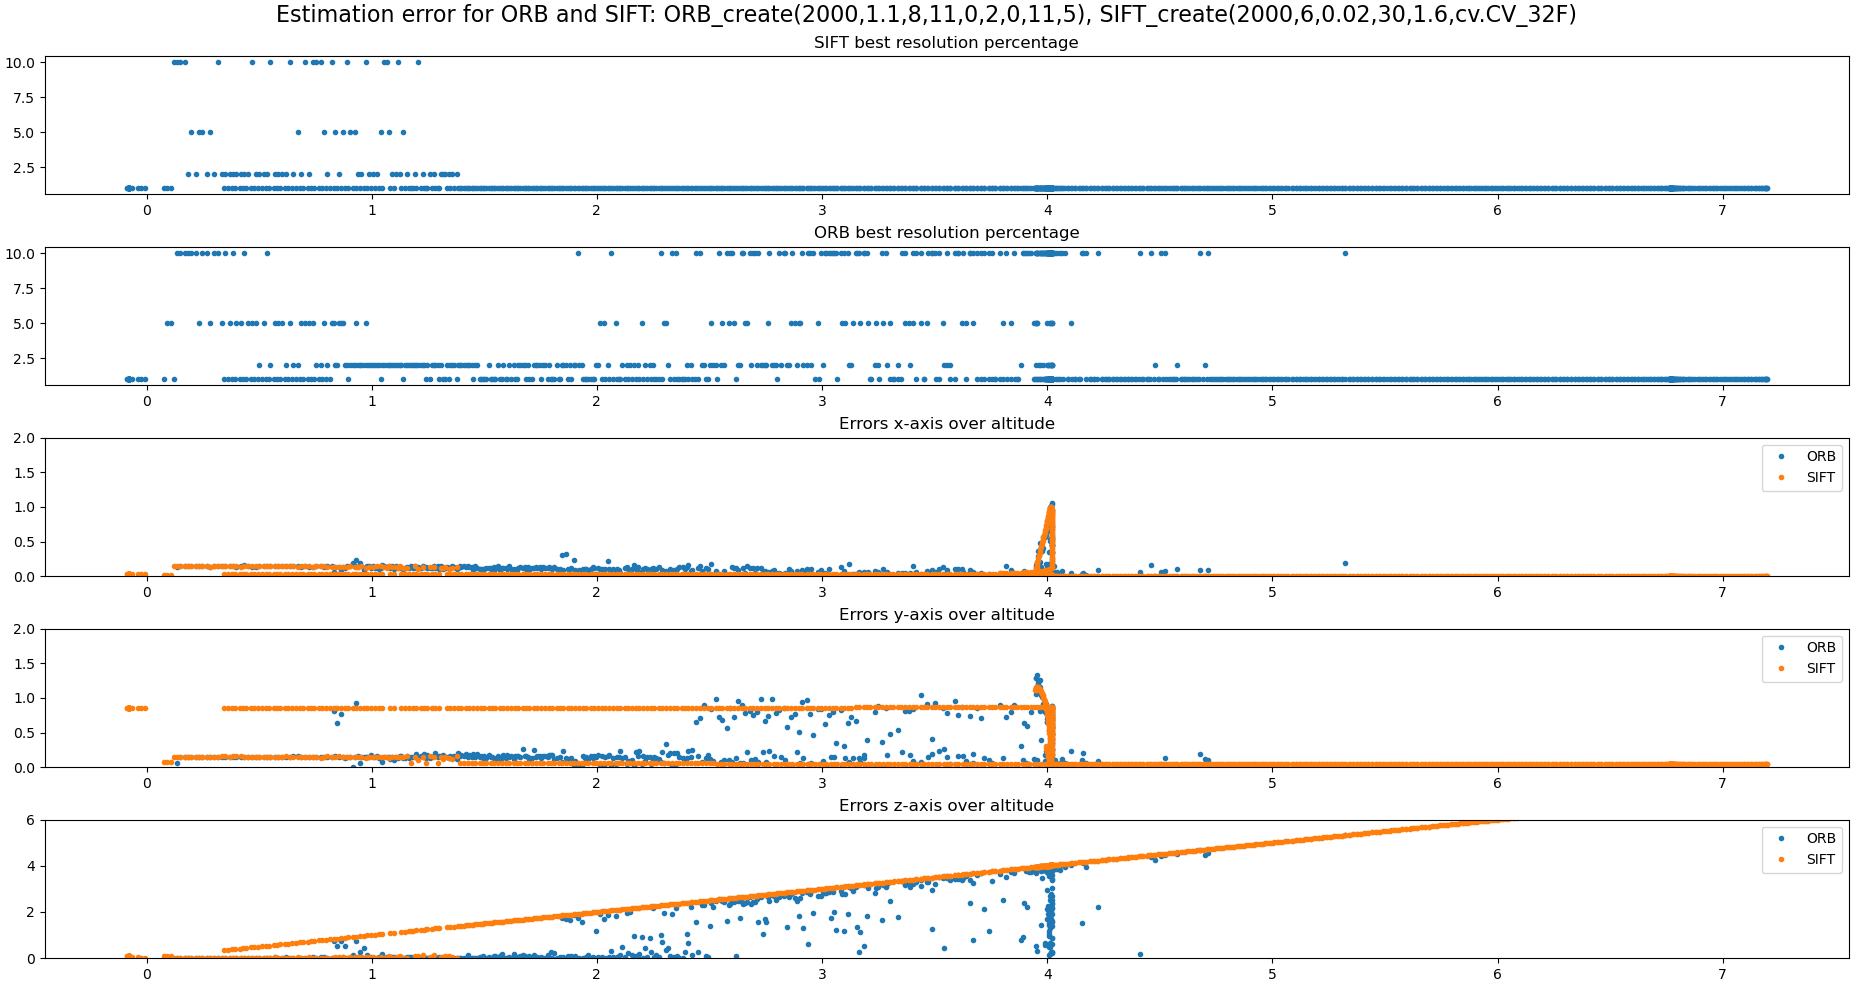 Estimation error for ORB and SIFT: ORB_create(2000,1.1,8,11,0,2,0,11,5), SIFT_create(2000,6,0.02,30,1.6,cv.CV_32F)
SIFT best resolution percentage
10.0
7.5
5.0
2.5
0 1 2 3 4 5 6 7
ORB best resolution percentage
10.0
7.5
5.0
2.5
0 1 2 3 4 5 6 7
Errors x-axis over altitude
2.0
1.5
1.0
0.5
0.0
ORB
SIFT
0 1 2 3 4 5 6 7
Errors y-axis over altitude
2.0
1.5
1.0
0.5
0.0
ORB
SIFT
0 1 2 3 4 5 6 7
Errors z-axis over altitude
6
4
2
0
ORB
SIFT
0 1 2 3 4 5 6 7